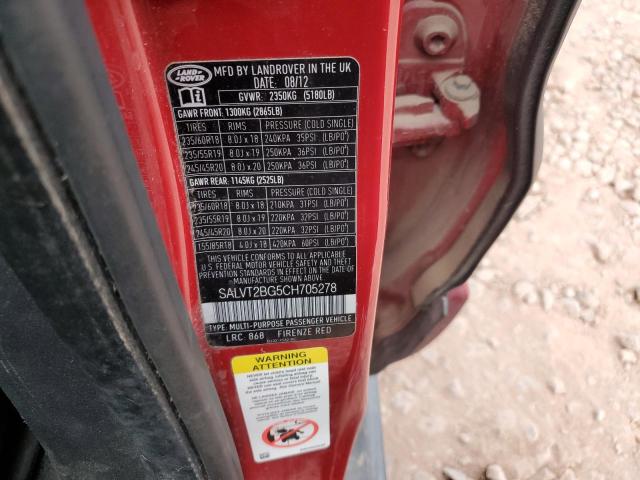 LAND ROVER
MFD BY LANDROVER IN THE UK
DATE: 08/12
GVWR: 2350KG (5180LB)
GAWR FRONT: 1300KG (2865LB)
TIRES RIMS PRESSURE (COLD SINGLE)
235/60R18 8.0J x 18 240KPA 35PSI (LB/PO²)
235/55R19 8.0J x 19 250KPA 36PSI (LB/PO²)
245/45R20 8.0J x 20 250KPA 36PSI (LB/PO²)
GAWR REAR: 1145KG (2525LB)
TIRES RIMS PRESSURE (COLD SINGLE)
235/60R18 8.0J x 18 210KPA 31PSI (LB/PO²)
235/55R19 8.0J x 19 220KPA 32PSI (LB/PO²)
245/45R20 8.0J x 20 220KPA 32PSI (LB/PO²)
155/85R18 4.0J x 18 420KPA 60PSI (LB/PO²)
THIS VEHICLE CONFORMS TO ALL APPLICABLE
U.S. FEDERAL MOTOR VEHICLE SAFETY, BUMPER
AND THEFT PREVENTION STANDARDS IN EFFECT ON
THE DATE OF MANUFACTURE SHOWN ABOVE
SALVT2BG5CH705278
TYPE: MULTI-PURPOSE PASSENGER VEHICLE
LRC 868 FIRENZE RED
WARNING
ATTENTION